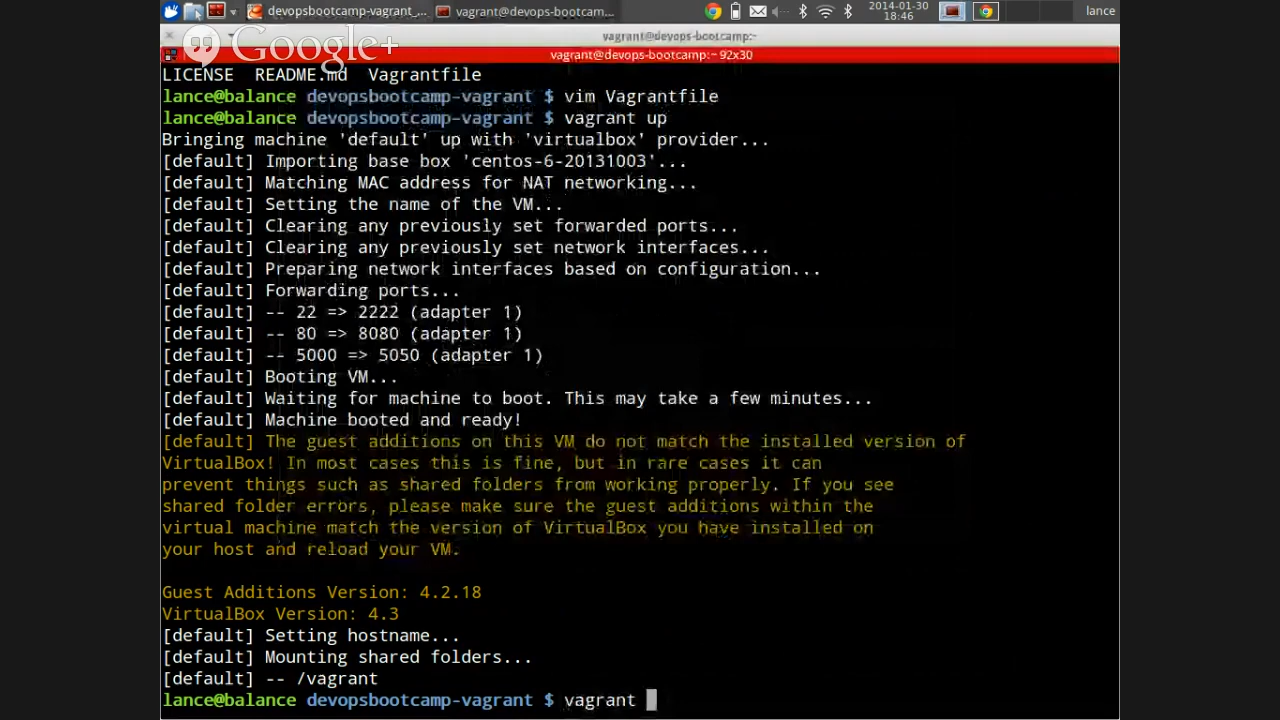 devopsbootcamp-vagrant_... vagrant@devops-bootcam... 2014-01-30 18:46 lance
vagrant@devops-bootcamp:~
Google+
vagrant@devops-bootcamp:~ 92x30
LICENSE README.md Vagrantfile
lance@balance devopsbootcamp-vagrant $ vim Vagrantfile
lance@balance devopsbootcamp-vagrant $ vagrant up
Bringing machine 'default' up with 'virtualbox' provider...
[default] Importing base box 'centos-6-20131003'...
[default] Matching MAC address for NAT networking...
[default] Setting the name of the VM...
[default] Clearing any previously set forwarded ports...
[default] Clearing any previously set network interfaces...
[default] Preparing network interfaces based on configuration...
[default] Forwarding ports...
[default] -- 22 => 2222 (adapter 1)
[default] -- 80 => 8080 (adapter 1)
[default] -- 5000 => 5050 (adapter 1)
[default] Booting VM...
[default] Waiting for machine to boot. This may take a few minutes...
[default] Machine booted and ready!
[default] The guest additions on this VM do not match the installed version of
VirtualBox! In most cases this is fine, but in rare cases it can
prevent things such as shared folders from working properly. If you see
shared folder errors, please make sure the guest additions within the
virtual machine match the version of VirtualBox you have installed on
your host and reload your VM.
Guest Additions Version: 4.2.18
VirtualBox Version: 4.3
[default] Setting hostname...
[default] Mounting shared folders...
[default] -- /vagrant
lance@balance devopsbootcamp-vagrant $ vagrant